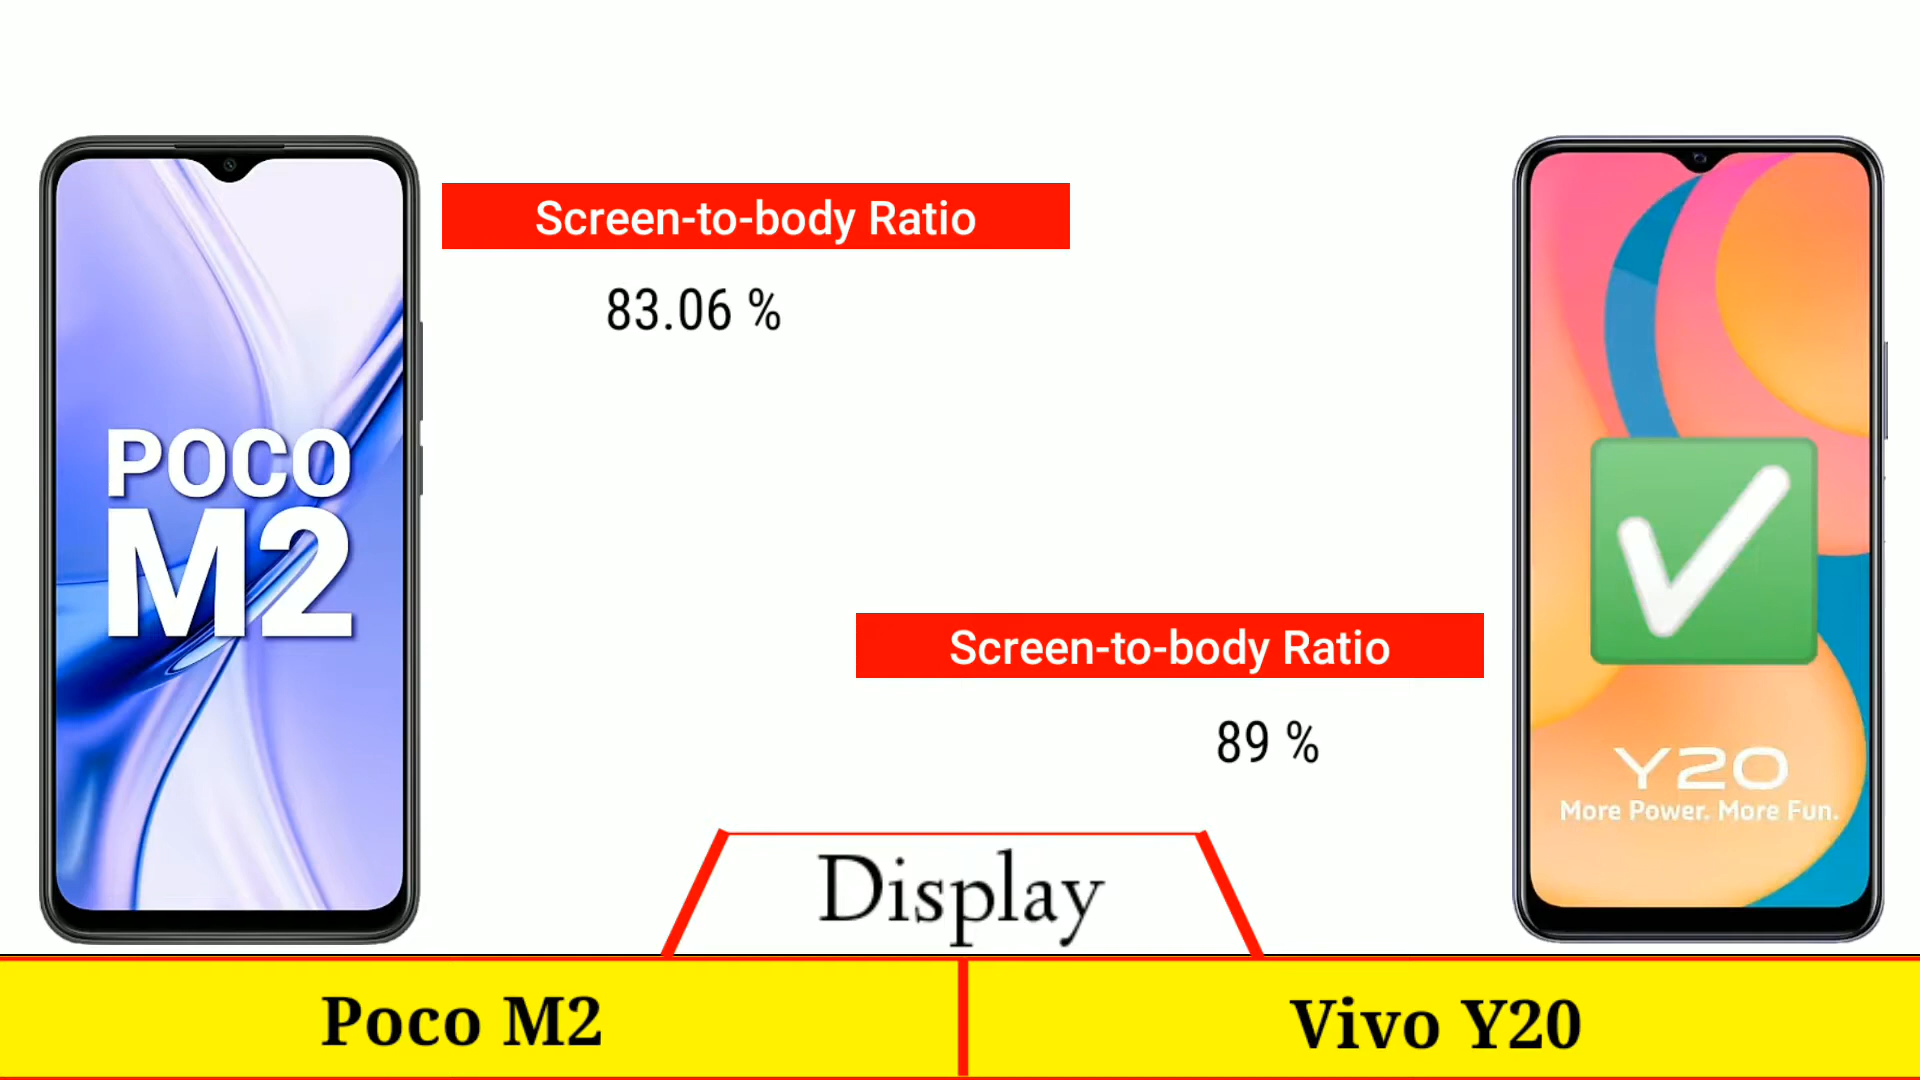 Screen-to-body Ratio
83.06 %
POCO
M2
Screen-to-body Ratio
89 %
Y20
More Power. More Fun.
Display
Poco M2
Vivo Y20